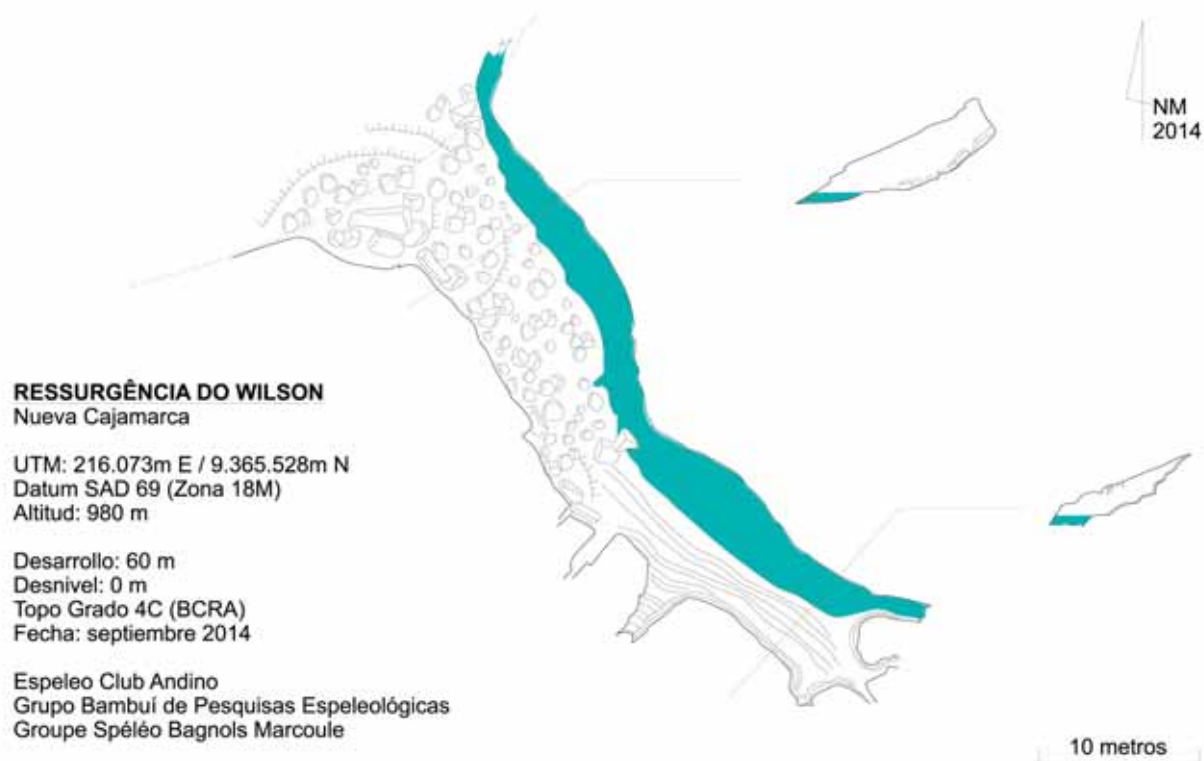 NM
2014
RESSURGÊNCIA DO WILSON
Nueva Cajamarca
UTM: 216.073m E / 9.365.528m N
Datum SAD 69 (Zona 18M)
Altitud: 980 m
Desarrollo: 60 m
Desnivel: 0 m
Topo Grado 4C (BCRA)
Fecha: septiembre 2014
Espeleo Club Andino
Grupo Bambuí de Pesquisas Espeleológicas
Groupe Spéléo Bagnols Marcoule
10 metros